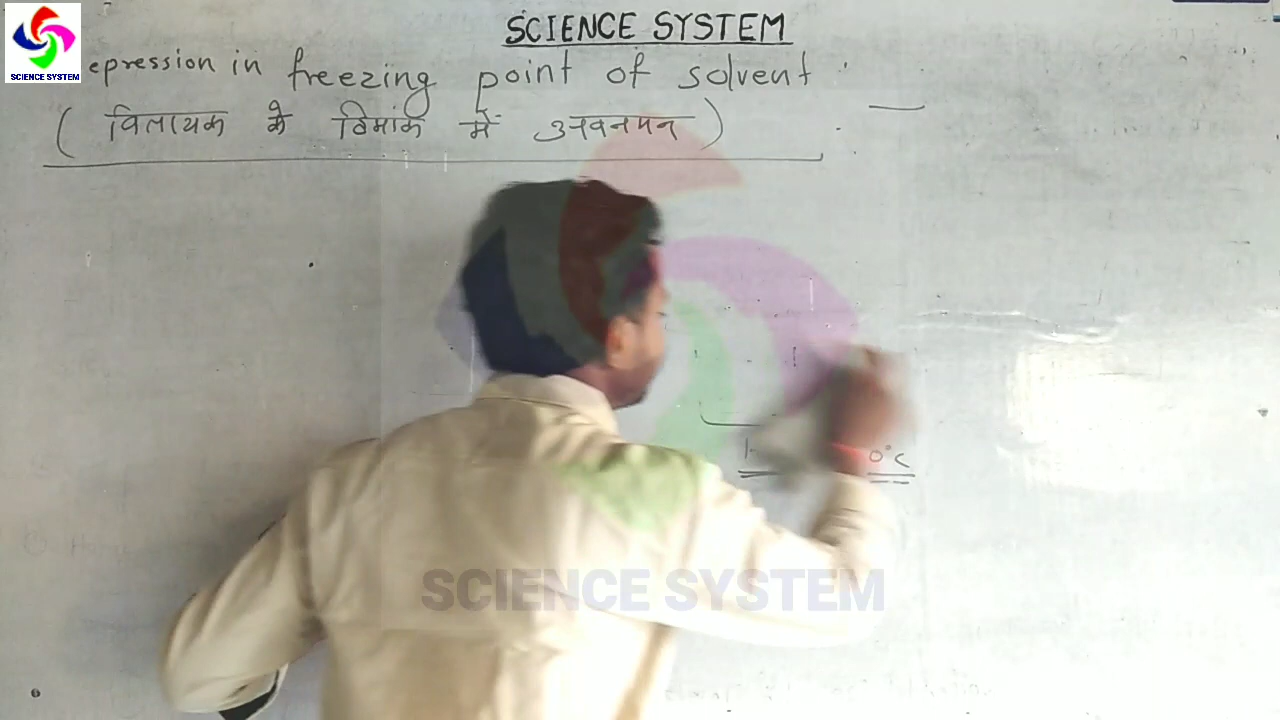 SCIENCE SYSTEM
SCIENCE SYSTEM
epression in freezing point of solvent
( विलायक के हिमांक में अवनमन )
0°C
SCIENCE SYSTEM